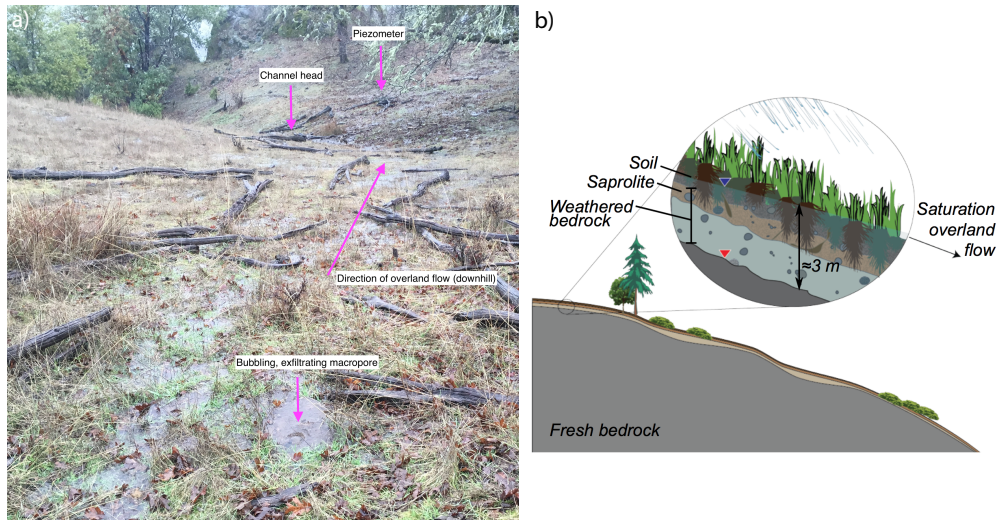 a)
Piezometer
Channel head
Direction of overland flow (downhill)
Bubbling, exfiltrating macropore
b)
Soil
Saprolite
Weathered
bedrock
≈3 m
Saturation
overland
flow
Fresh bedrock